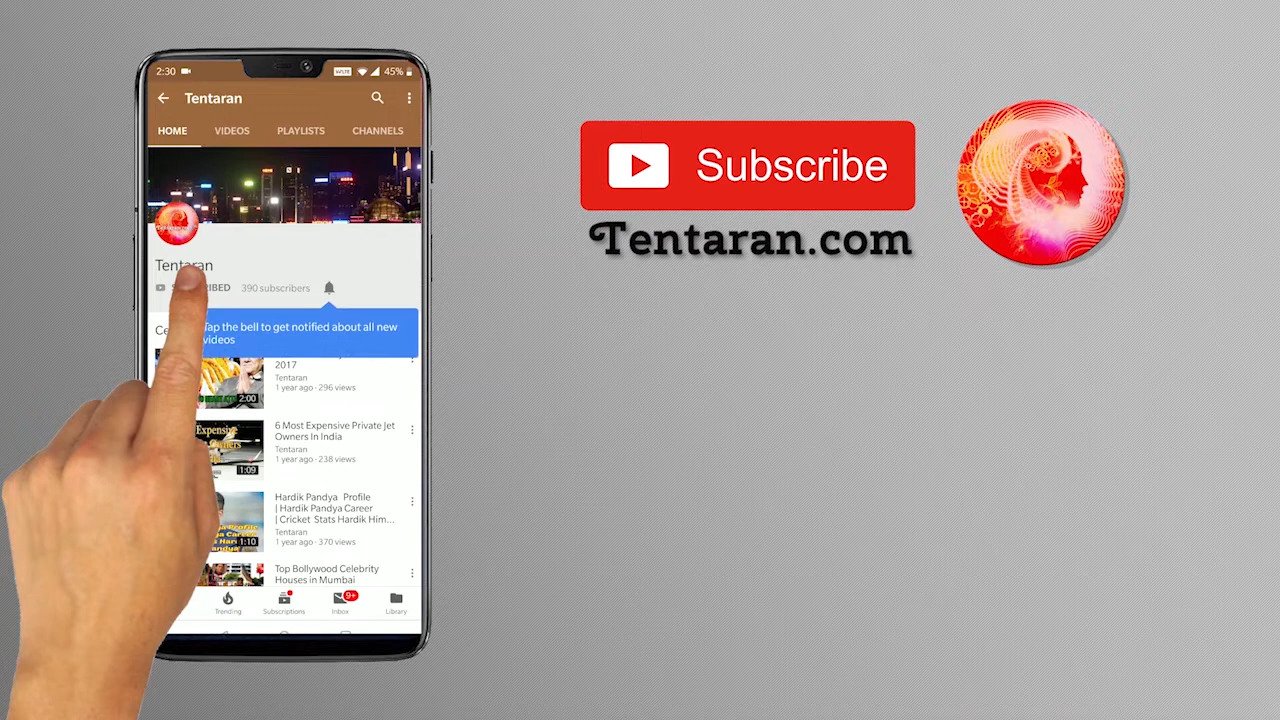 2:30
VoLTE
45%
Tentaran
HOME VIDEOS PLAYLISTS CHANNELS
Tentaran
390 subscribers
Tap the bell to get notified about all new
videos
2017
Tentaran
1 year ago · 296 views
2:00
6 Most Expensive Private Jet
Owners In India
Tentaran
1 year ago · 238 views
Expensive
1:09
Hardik Pandya Profile
| Hardik Pandya Career
| Cricket Stats Hardik Him...
Tentaran
1 year ago · 370 views
1:10
Top Bollywood Celebrity
Houses in Mumbai
Trending Subscriptions Inbox Library
9+
Subscribe
Tentaran.com